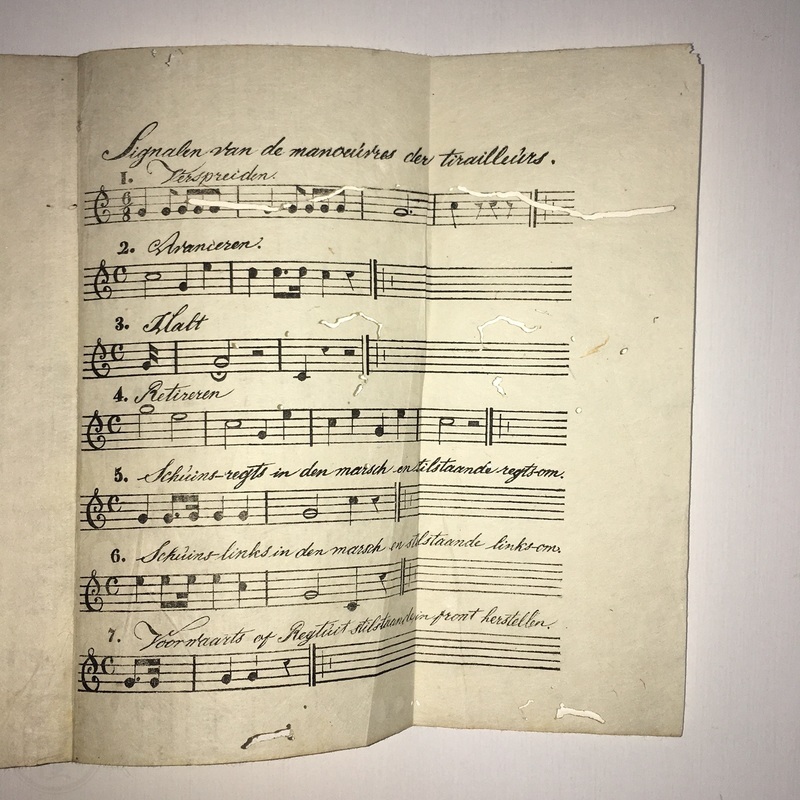 Signalen van de manoeuvres der tirailleurs.
1. Verspreiden.
2. Avanceren.
3. Halt
4. Retireren
5. Schuins-regts in den marsch en stilstaande regts-om.
6. Schuins-links in den marsch en stilstaande links-om.
7. Voorwaarts of Regtuit stilstaande in front herstellen.